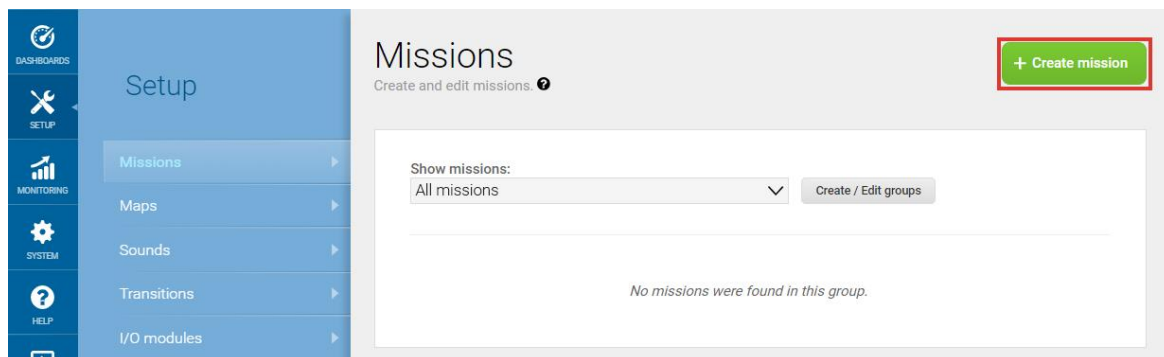 DASHBOARDS
SETUP
MONITORING
SYSTEM
HELP
Setup
Missions
Maps
Sounds
Transitions
I/O modules
Missions
Create and edit missions. ?
+ Create mission
Show missions:
All missions
Create / Edit groups
No missions were found in this group.